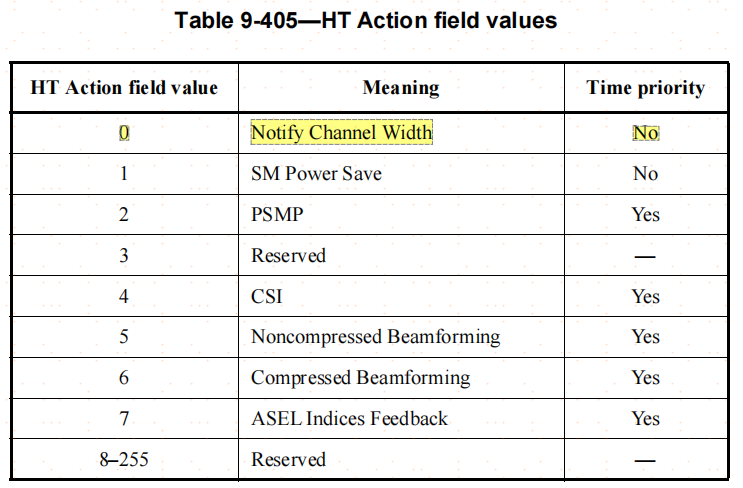 Table 9-405—HT Action field values
HT Action field value Meaning Time priority
0 Notify Channel Width No
1 SM Power Save No
2 PSMP Yes
3 Reserved —
4 CSI Yes
5 Noncompressed Beamforming Yes
6 Compressed Beamforming Yes
7 ASEL Indices Feedback Yes
8–255 Reserved —